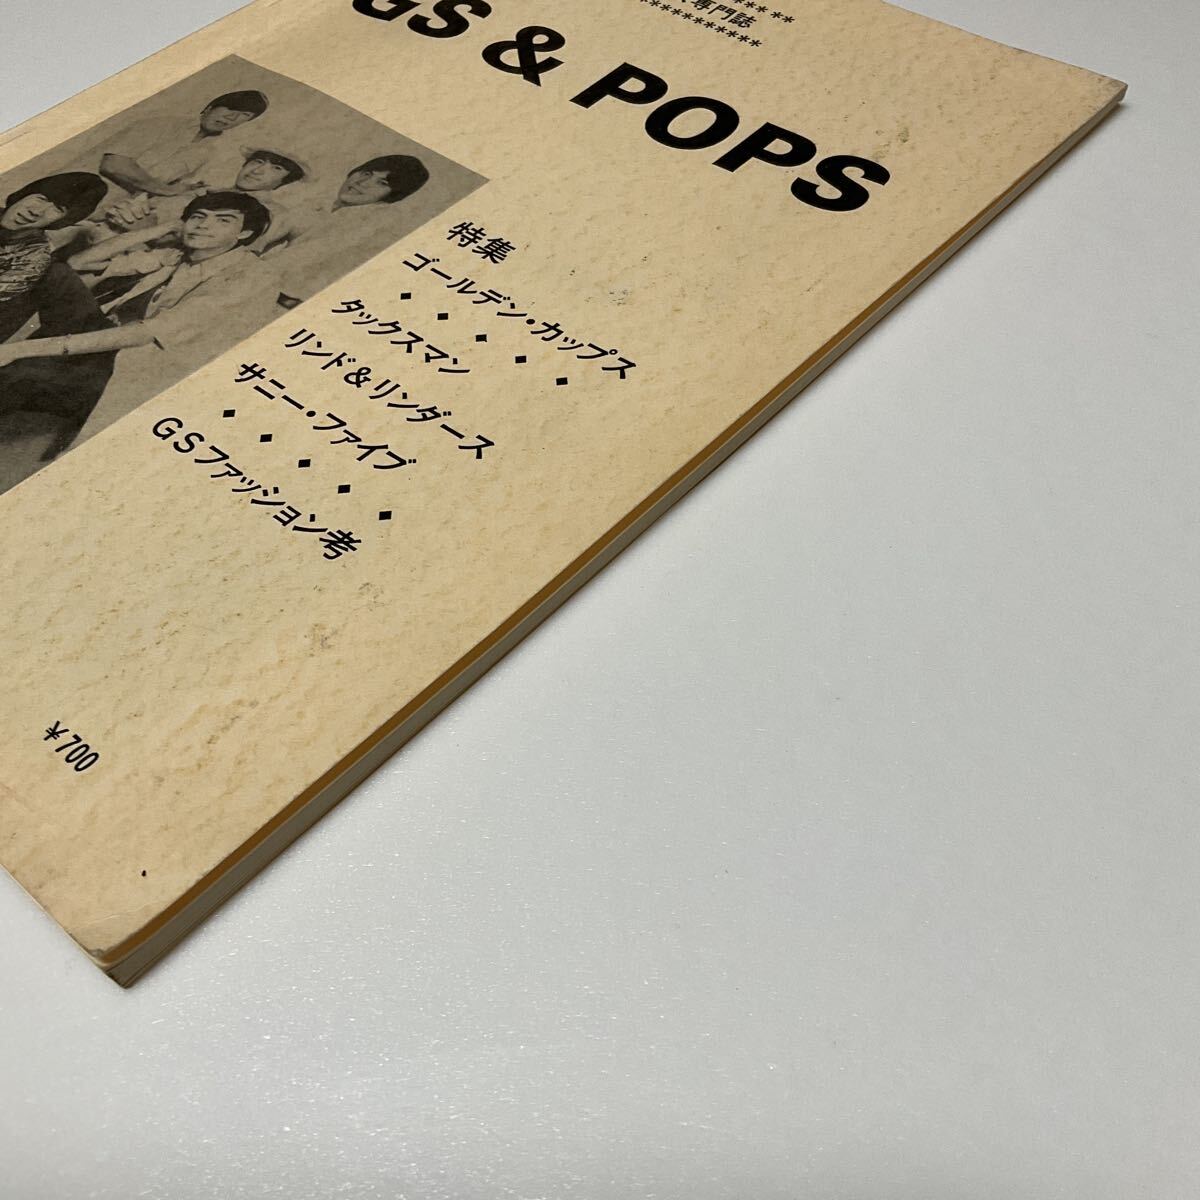 専門誌
GS & POPS
特集
ゴールデン・カップス
タックスマン
リンド&リンダース
サニー・ファイブ
GSファッション考
¥700